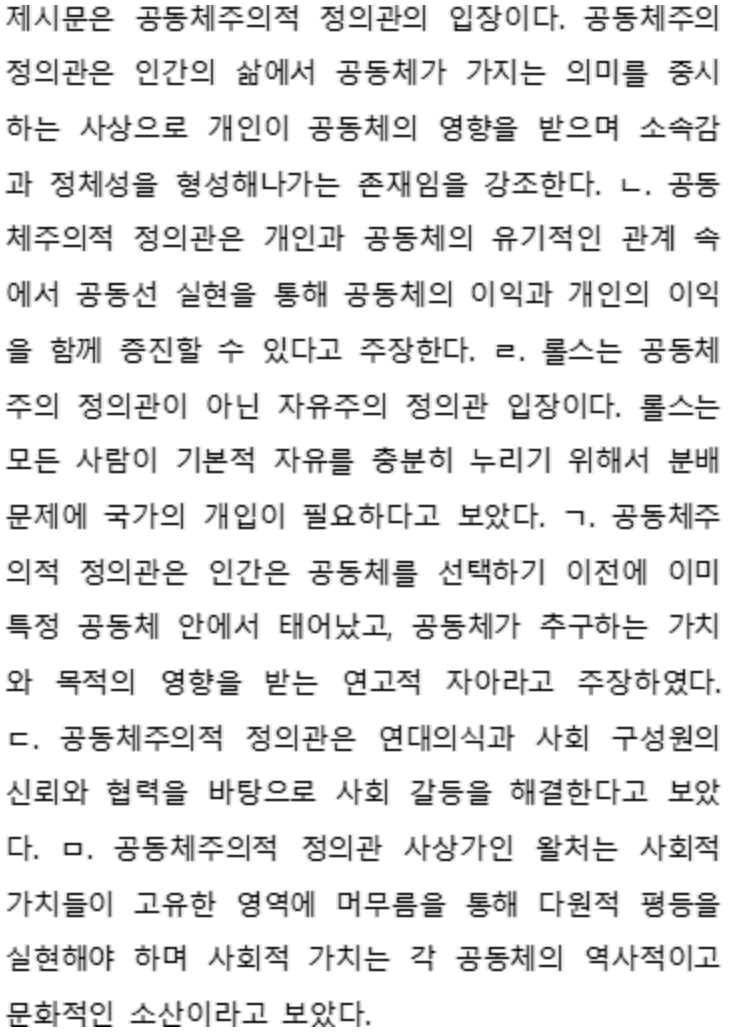 제시문은 공동체주의적 정의관의 입장이다. 공동체주의
정의관은 인간의 삶에서 공동체가 가지는 의미를 중시
하는 사상으로 개인이 공동체의 영향을 받으며 소속감
과 정체성을 형성해나가는 존재임을 강조한다. ㄴ. 공동
체주의적 정의관은 개인과 공동체의 유기적인 관계 속
에서 공동선 실현을 통해 공동체의 이익과 개인의 이익
을 함께 증진할 수 있다고 주장한다. ㄹ. 롤스는 공동체
주의 정의관이 아닌 자유주의 정의관 입장이다. 롤스는
모든 사람이 기본적 자유를 충분히 누리기 위해서 분배
문제에 국가의 개입이 필요하다고 보았다. ㄱ. 공동체주
의적 정의관은 인간은 공동체를 선택하기 이전에 이미
특정 공동체 안에서 태어났고, 공동체가 추구하는 가치
와 목적의 영향을 받는 연고적 자아라고 주장하였다.
ㄷ. 공동체주의적 정의관은 연대의식과 사회 구성원의
신뢰와 협력을 바탕으로 사회 갈등을 해결한다고 보았
다. ㅁ. 공동체주의적 정의관 사상가인 왈처는 사회적
가치들이 고유한 영역에 머무름을 통해 다원적 평등을
실현해야 하며 사회적 가치는 각 공동체의 역사적이고
문화적인 소산이라고 보았다.